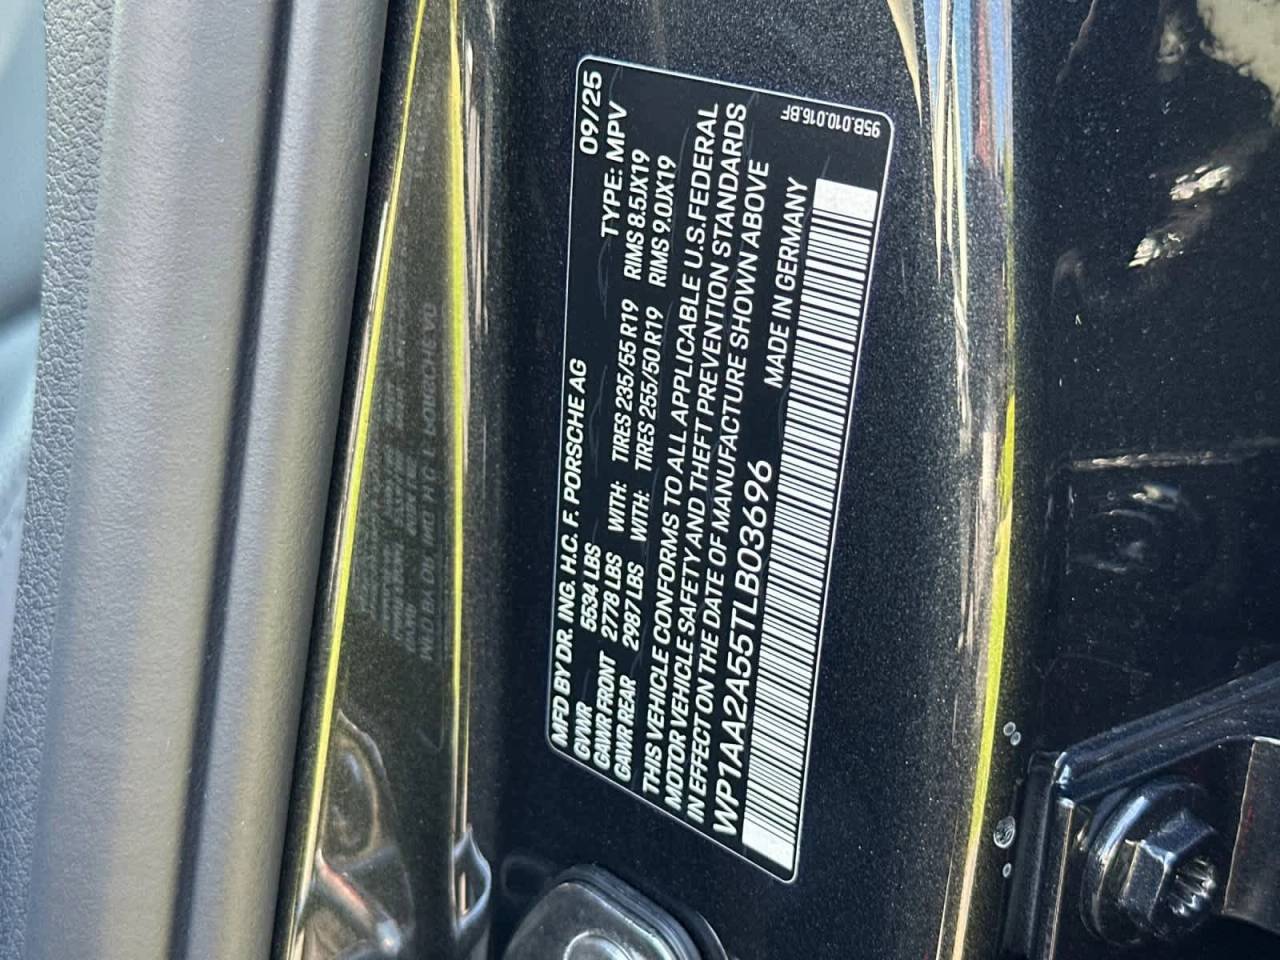 MFD BY DR. ING. H.C. F. PORSCHE AG 09/25
GVWR 5534 LBS TYPE: MPV
GAWR FRONT 2778 LBS WITH: TIRES 235/55 R19 RIMS 8.5JX19
GAWR REAR 2987 LBS WITH: TIRES 255/50 R19 RIMS 9.0JX19
THIS VEHICLE CONFORMS TO ALL APPLICABLE U.S. FEDERAL
MOTOR VEHICLE SAFETY AND THEFT PREVENTION STANDARDS
IN EFFECT ON THE DATE OF MANUFACTURE SHOWN ABOVE
WP1AA2A55TLB03696 MADE IN GERMANY
95B.010.016.BF